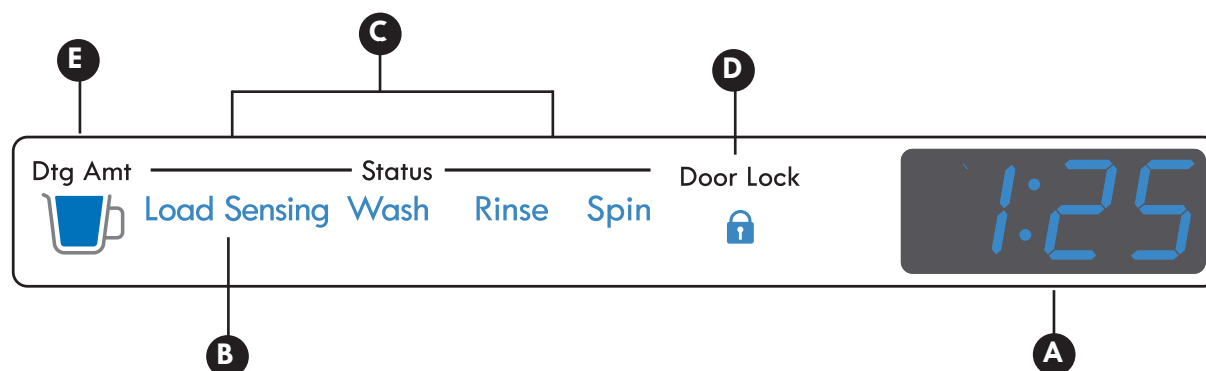 C
E
D
Dtg Amt Status Door Lock
Load Sensing Wash Rinse Spin
1:25
B
A